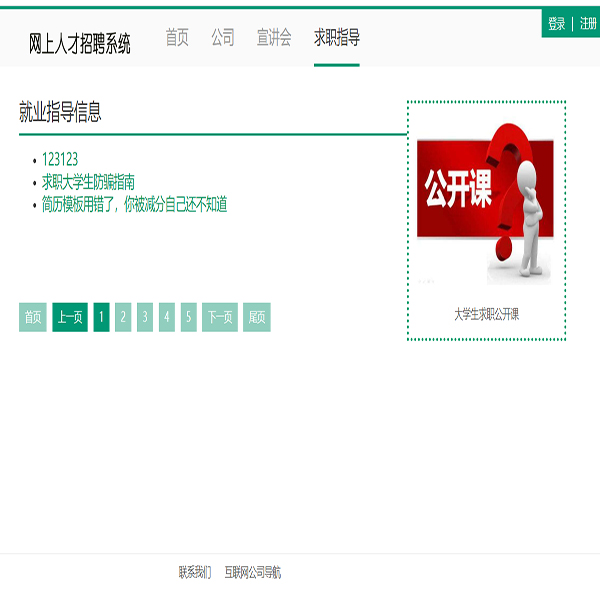 登录 | 注册
网上人才招聘系统 首页 公司 宣讲会 求职指导
就业指导信息
123123
求职大学生防骗指南
简历模板用错了，你被减分自己还不知道
公开课
大学生求职公开课
首页 上一页 1 2 3 4 5 下一页 尾页
联系我们 互联网公司导航